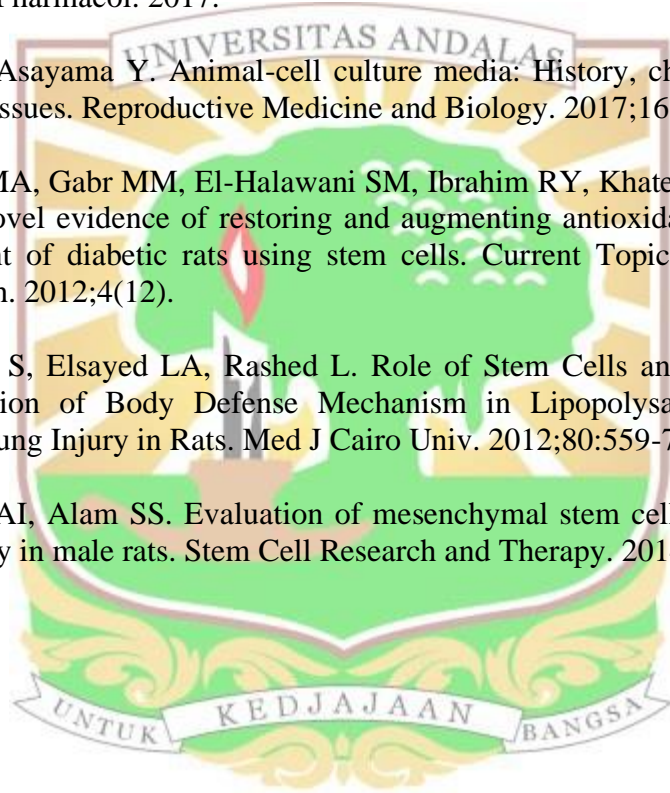 Pharmacol. 2017.
UNIVERSITAS ANDALAS
Asayama Y. Animal-cell culture media: History, ch
issues. Reproductive Medicine and Biology. 2017;16
MA, Gabr MM, El-Halawani SM, Ibrahim RY, Khate
ovel evidence of restoring and augmenting antioxida
nt of diabetic rats using stem cells. Current Topic
n. 2012;4(12).
S, Elsayed LA, Rashed L. Role of Stem Cells an
ion of Body Defense Mechanism in Lipopolysa
ung Injury in Rats. Med J Cairo Univ. 2012;80:559-7
AI, Alam SS. Evaluation of mesenchymal stem cell
y in male rats. Stem Cell Research and Therapy. 201
UNTUK KEDJAJAAN BANGSA